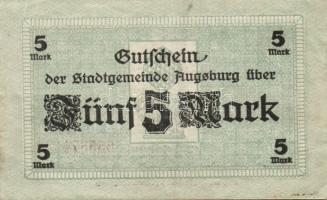 5 Mark
5 Mark
Gutschein
der Stadtgemeinde Augsburg über
Fünf 5 Mark
5 Mark
5 Mark